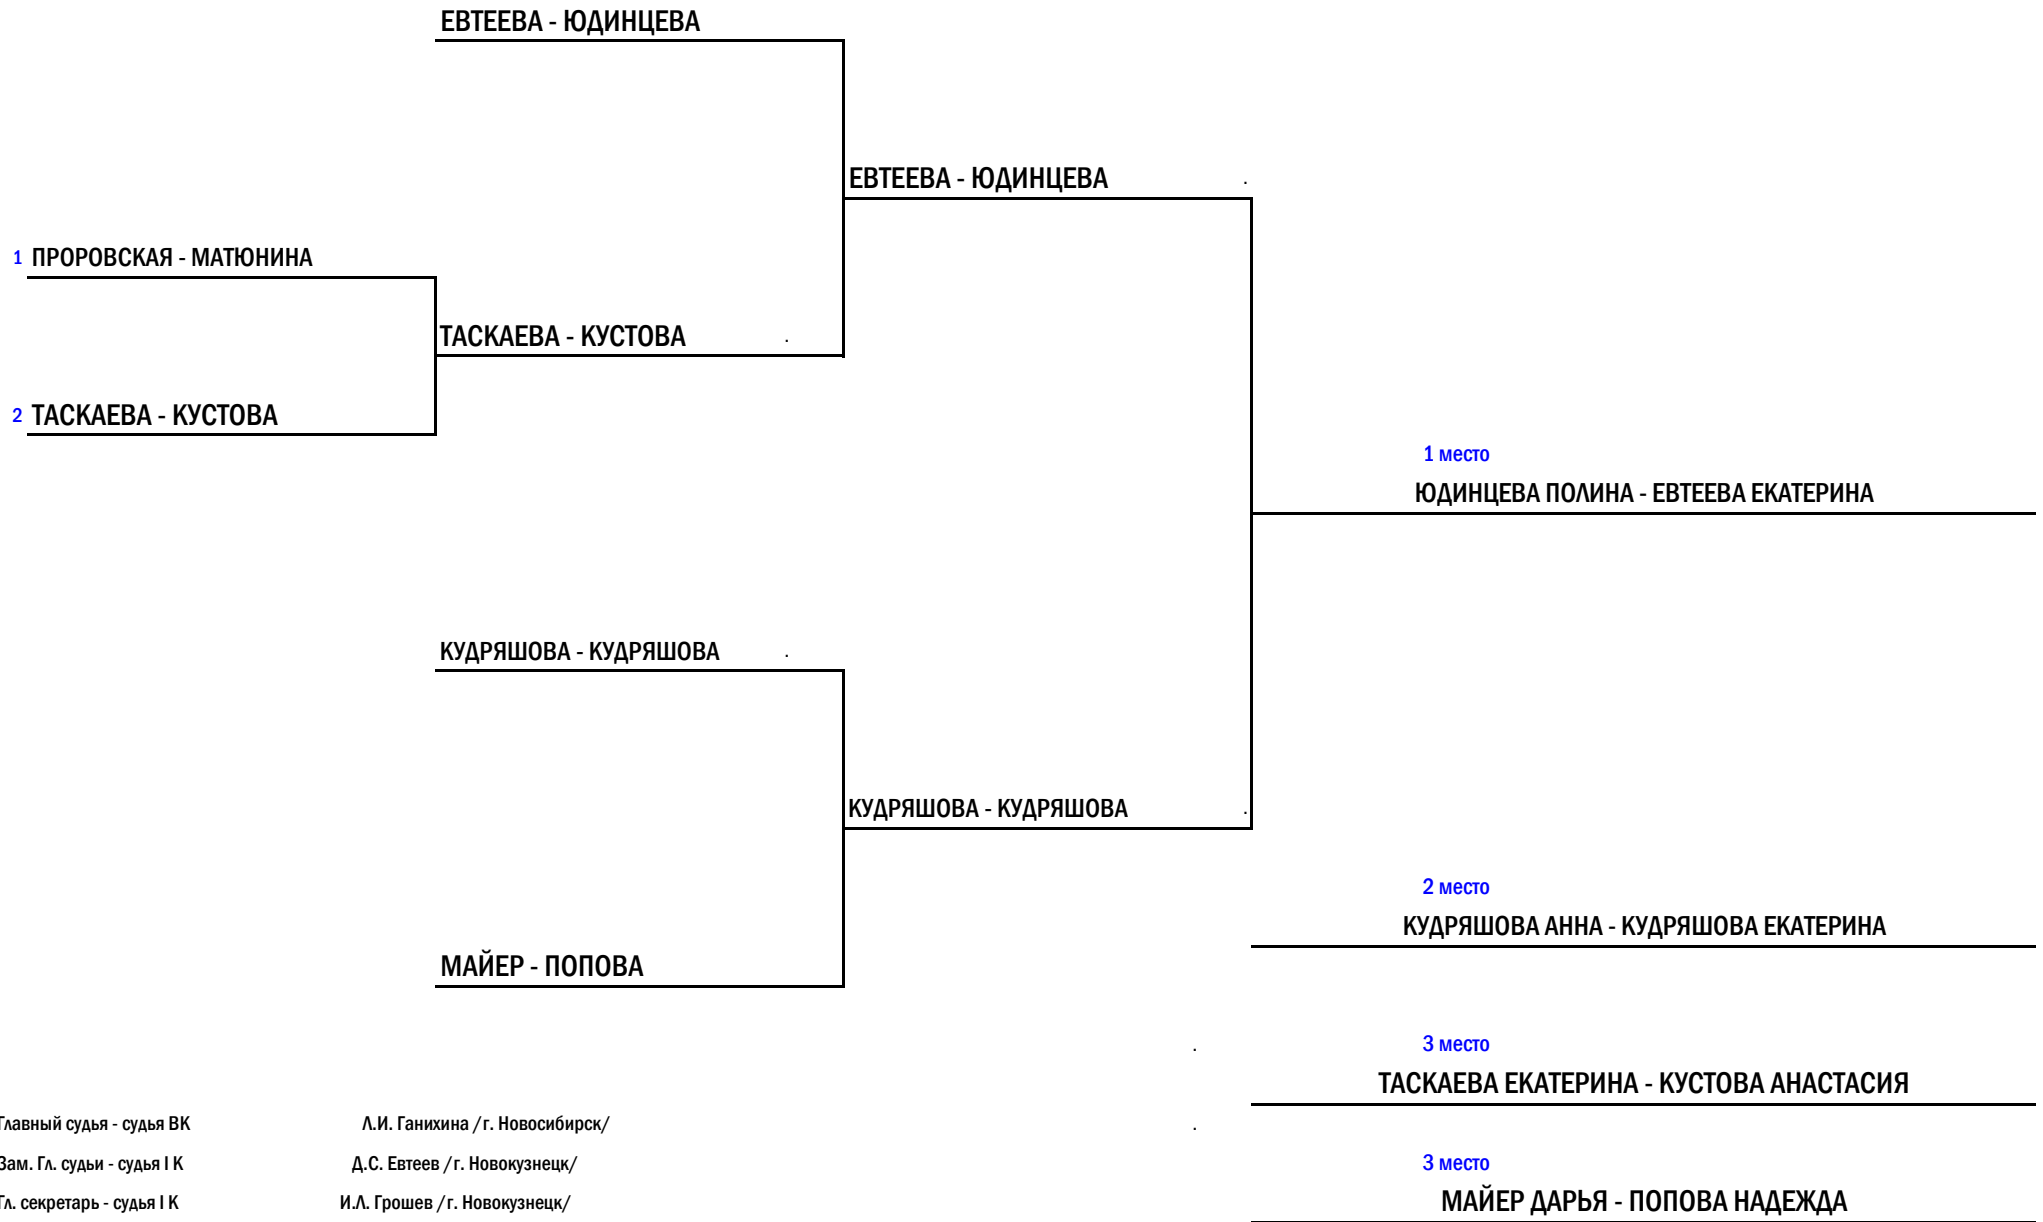 ЕВТЕЕВА - ЮДИНЦЕВА
ЕВТЕЕВА - ЮДИНЦЕВА
1 ПРОРОВСКАЯ - МАТЮНИНА
ТАСКАЕВА - КУСТОВА
2 ТАСКАЕВА - КУСТОВА
1 место
ЮДИНЦЕВА ПОЛИНА - ЕВТЕЕВА ЕКАТЕРИНА
КУДРЯШОВА - КУДРЯШОВА
КУДРЯШОВА - КУДРЯШОВА
2 место
КУДРЯШОВА АННА - КУДРЯШОВА ЕКАТЕРИНА
МАЙЕР - ПОПОВА
3 место
ТАСКАЕВА ЕКАТЕРИНА - КУСТОВА АНАСТАСИЯ
Главный судья - судья ВК Л.И. Ганихина /г. Новосибирск/
Зам. Гл. судьи - судья I К Д.С. Евтеев /г. Новокузнецк/
3 место
Гл. секретарь - судья I К И.Л. Грошев /г. Новокузнецк/
МАЙЕР ДАРЬЯ - ПОПОВА НАДЕЖДА